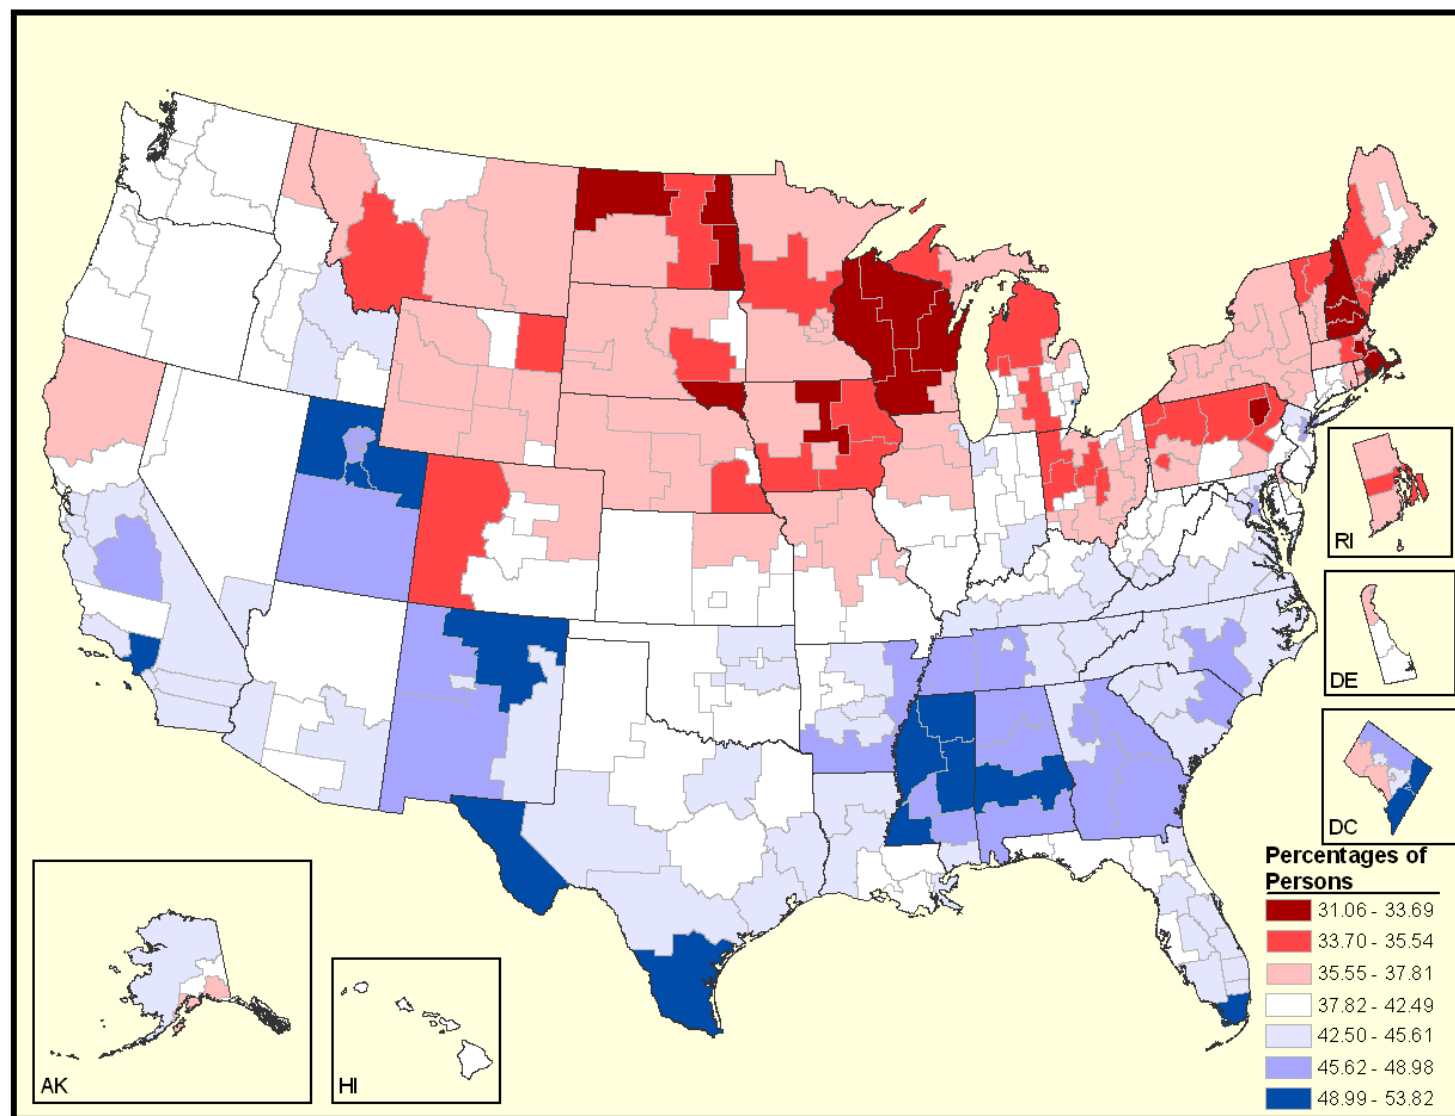 RI
DE
DC
AK
HI
Percentages of
Persons
31.06 - 33.69
33.70 - 35.54
35.55 - 37.81
37.82 - 42.49
42.50 - 45.61
45.62 - 48.98
48.99 - 53.82